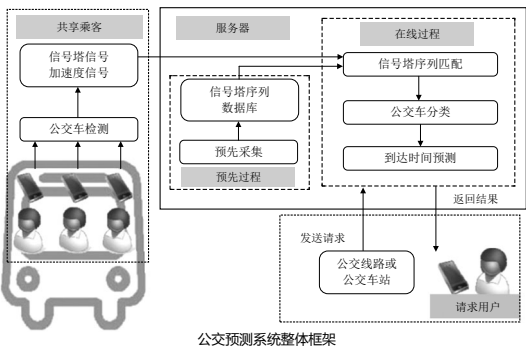 共享乘客
信号塔信号
加速度信号
公交车检测
服务器
信号塔序列
数据库
预先采集
预先过程
在线过程
信号塔序列匹配
公交车分类
到达时间预测
返回结果
发送请求
公交线路或
公交车站
请求用户
公交预测系统整体框架